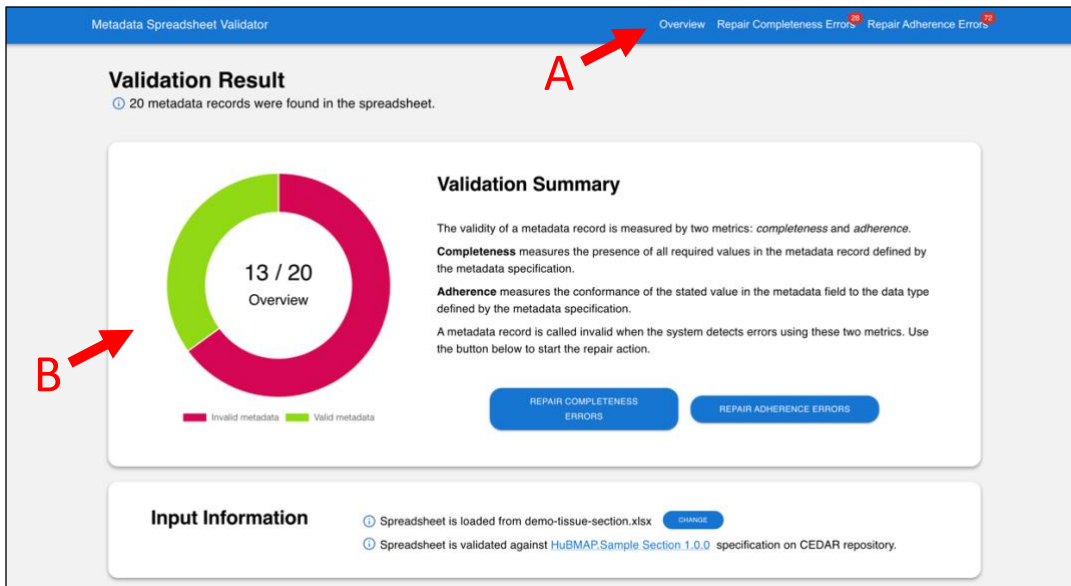 Metadata Spreadsheet Validator
Overview Repair Completeness Errors 28 Repair Adherence Errors 72
A
Validation Result
20 metadata records were found in the spreadsheet.
Validation Summary
The validity of a metadata record is measured by two metrics: completeness and adherence.
Completeness measures the presence of all required values in the metadata record defined by
the metadata specification.
Adherence measures the conformance of the stated value in the metadata field to the data type
defined by the metadata specification.
A metadata record is called invalid when the system detects errors using these two metrics. Use
the button below to start the repair action.
13 / 20
Overview
B
REPAIR COMPLETENESS
ERRORS
REPAIR ADHERENCE ERRORS
Invalid metadata Valid metadata
Input Information
Spreadsheet is loaded from demo-tissue-section.xlsx CHANGE
Spreadsheet is validated against HuBMAP.Sample Section 1.0.0 specification on CEDAR repository.